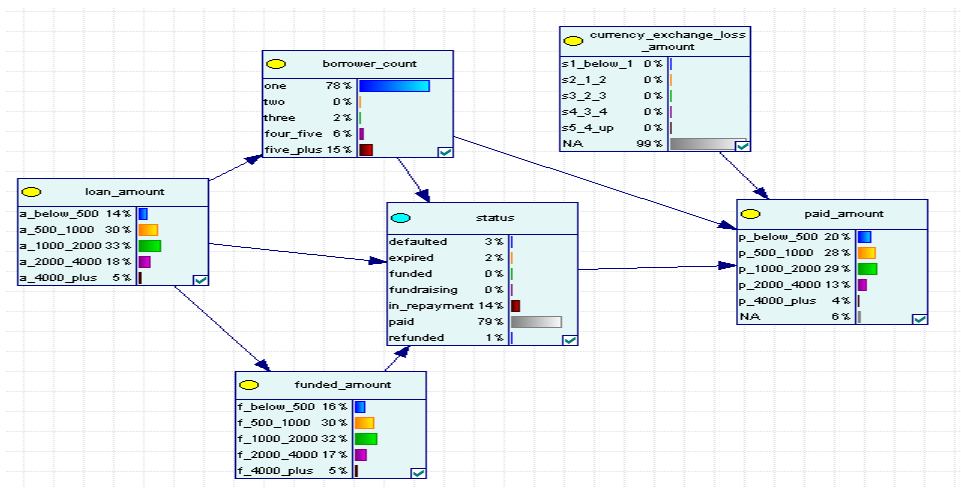 currency_exchange_loss
_amount
s1_below_1 0%
s2_1_2 0%
s3_2_3 0%
s4_3_4 0%
s5_4_up 0%
NA 99%
borrower_count
one 78%
two 0%
three 2%
four_five 6%
five_plus 15%
loan_amount
a_below_500 14%
a_500_1000 30%
a_1000_2000 33%
a_2000_4000 18%
a_4000_plus 5%
status
defaulted 3%
expired 2%
funded 0%
fundraising 0%
in_repayment 14%
paid 79%
refunded 1%
paid_amount
p_below_500 20%
p_500_1000 28%
p_1000_2000 29%
p_2000_4000 13%
p_4000_plus 4%
NA 6%
funded_amount
f_below_500 16%
f_500_1000 30%
f_1000_2000 32%
f_2000_4000 17%
f_4000_plus 5%